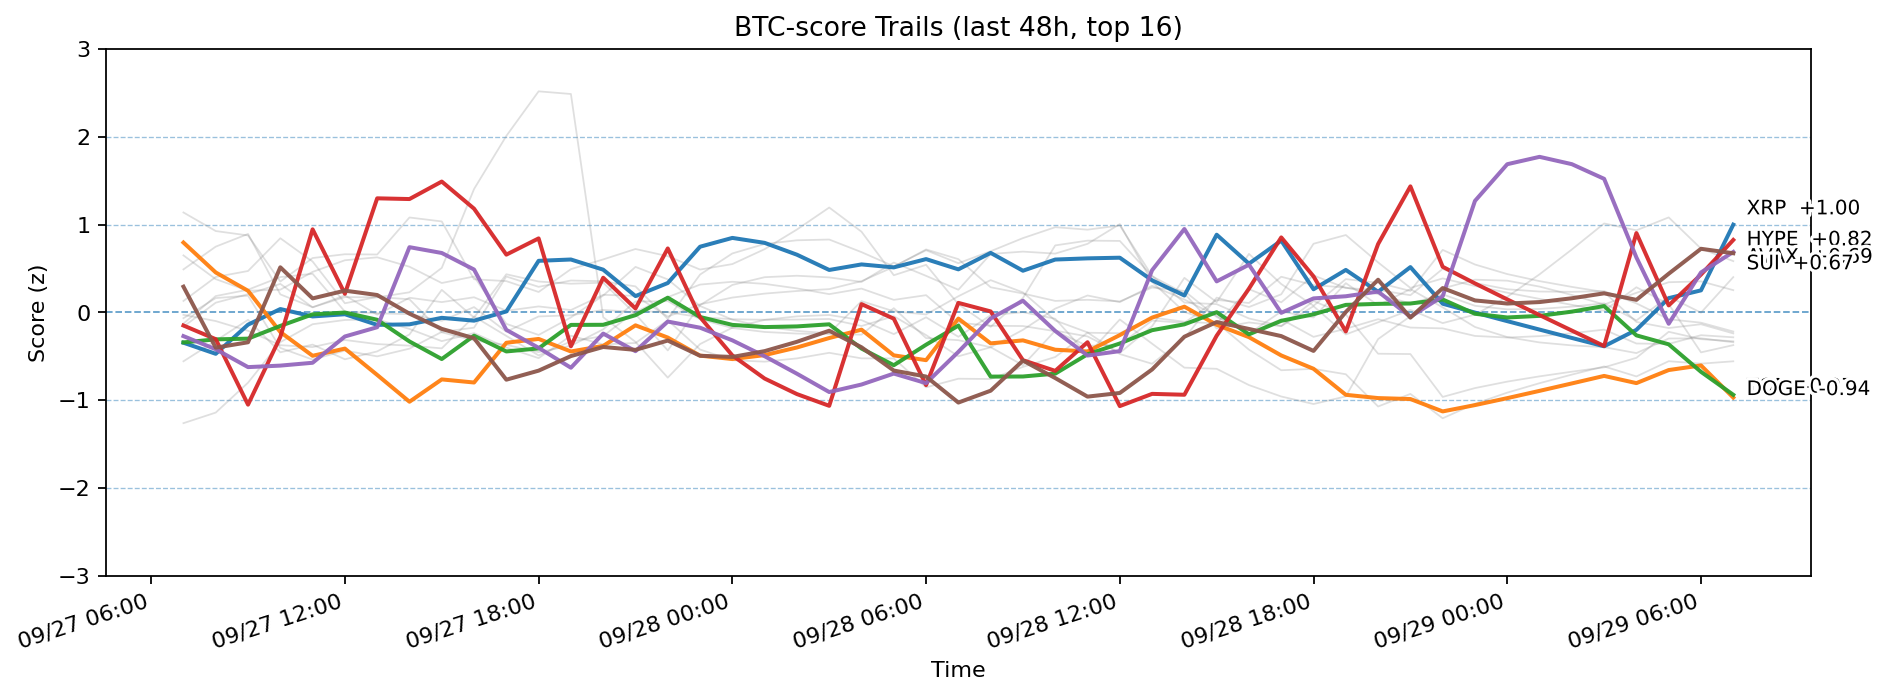 BTC-score Trails (last 48h, top 16)
Score (z)
3
2
1
0
−1
−2
−3
XRP +1.00
HYPE +0.82
SUI +0.67
DOGE -0.94
09/27 06:00
09/27 12:00
09/27 18:00
09/28 00:00
09/28 06:00
09/28 12:00
09/28 18:00
09/29 00:00
09/29 06:00
Time